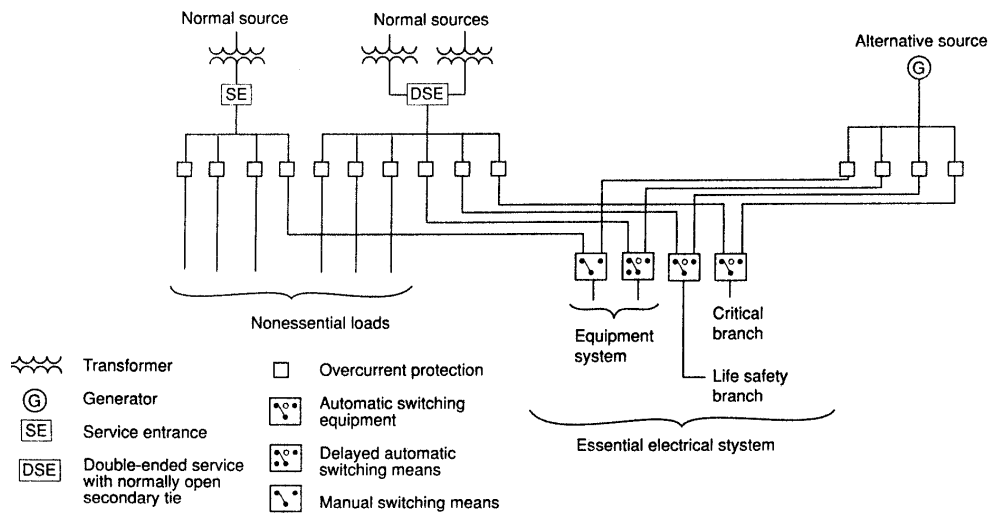 Normal source
Normal sources
Alternative source
G
SE
DSE
Nonessential loads
Equipment
system
Critical
branch
Life safety
branch
Essential electrical stystem
Transformer
G
Generator
SE
Service entrance
DSE
Double-ended service
with normally open
secondary tie
Overcurrent protection
Automatic switching
equipment
Delayed automatic
switching means
Manual switching means